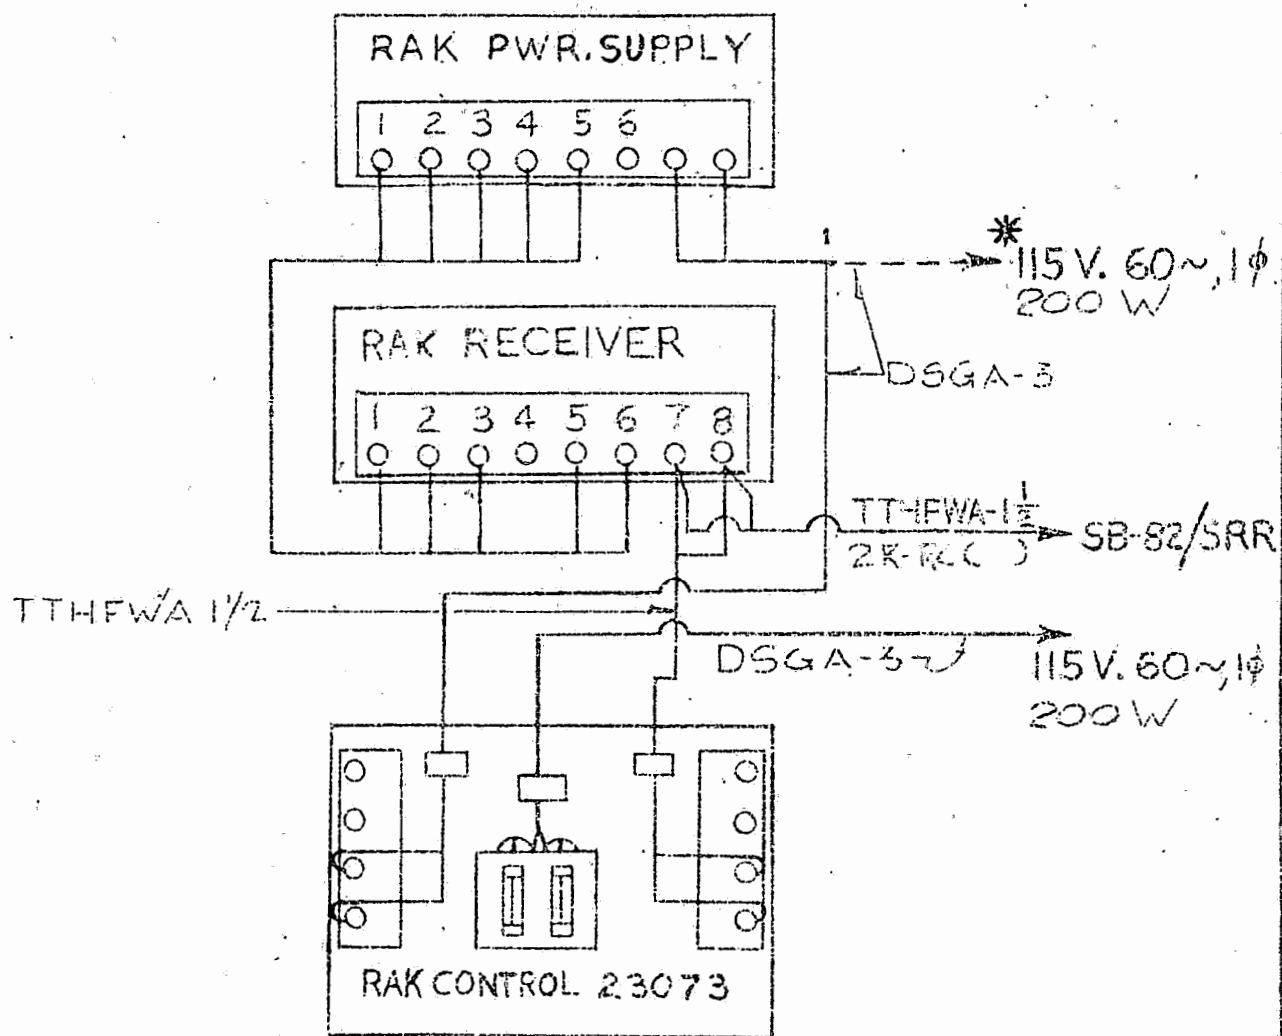 RAK PWR. SUPPLY
1 2 3 4 5 6
1
*
115 V. 60~, 1φ.
200 W
RAK RECEIVER
DSGA-3
1 2 3 4 5 6 7 8
TTHFWA-1½
SB-82/SRR
TTHFWA 1/2
DSGA-3
115 V. 60~, 1φ
200 W
RAK CONTROL 23073